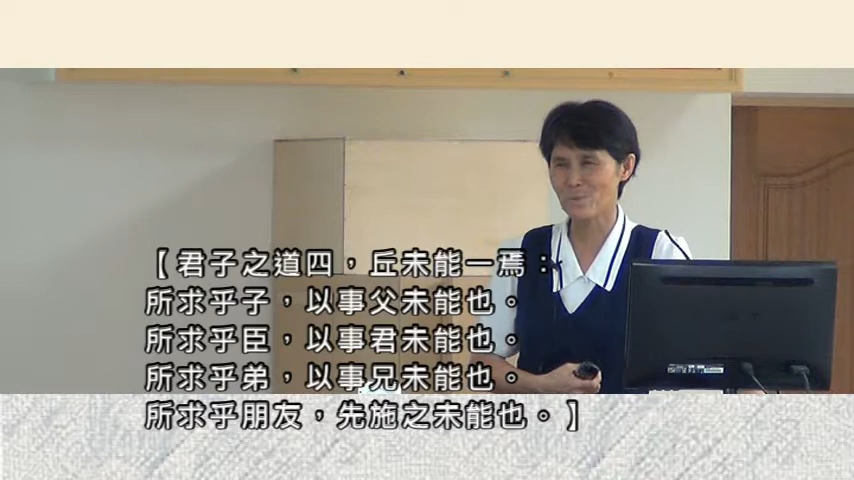 【君子之道四，丘未能一焉：
所求乎子，以事父未能也。
所求乎臣，以事君未能也。
所求乎弟，以事兄未能也。
所求乎朋友，先施之未能也。】